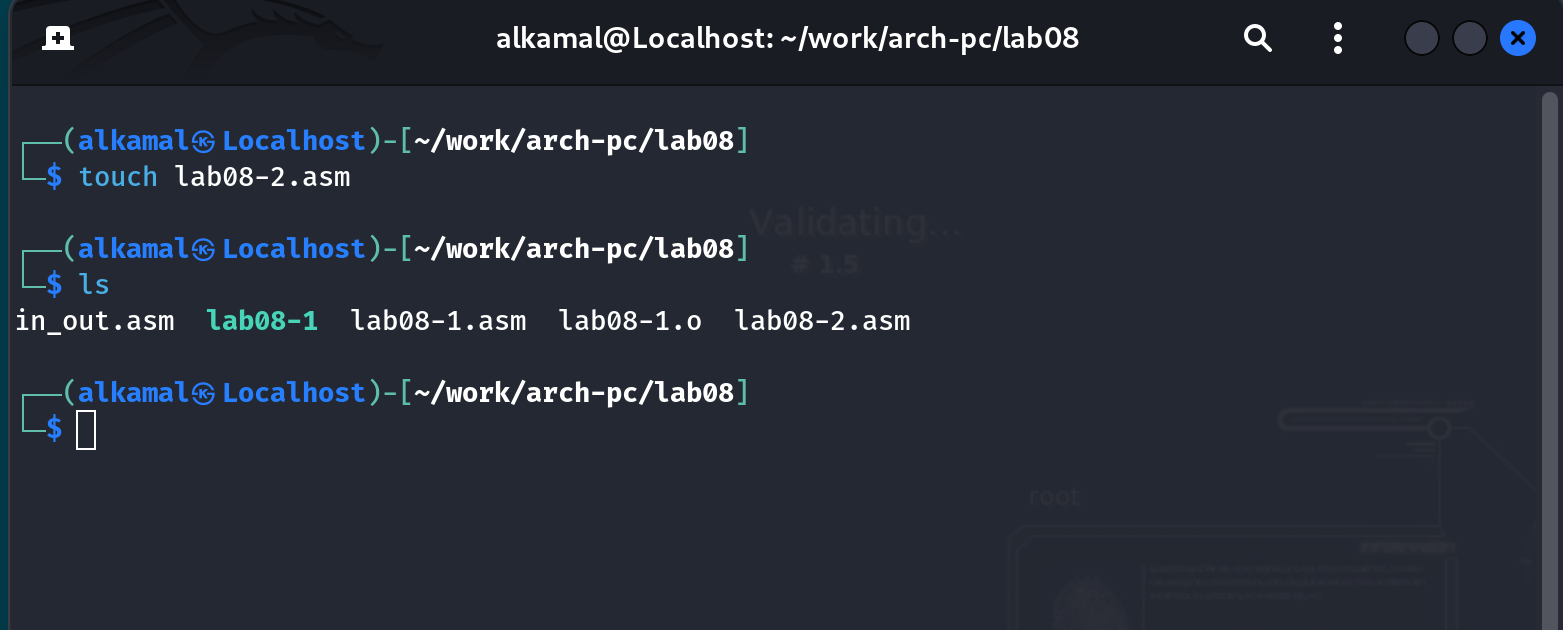 alkamal@Localhost: ~/work/arch-pc/lab08
┌──(alkamal㉿Localhost)-[~/work/arch-pc/lab08]
└─$ touch lab08-2.asm
Validating...
# 1.5
┌──(alkamal㉿Localhost)-[~/work/arch-pc/lab08]
└─$ ls
in_out.asm  lab08-1  lab08-1.asm  lab08-1.o  lab08-2.asm
┌──(alkamal㉿Localhost)-[~/work/arch-pc/lab08]
└─$
root